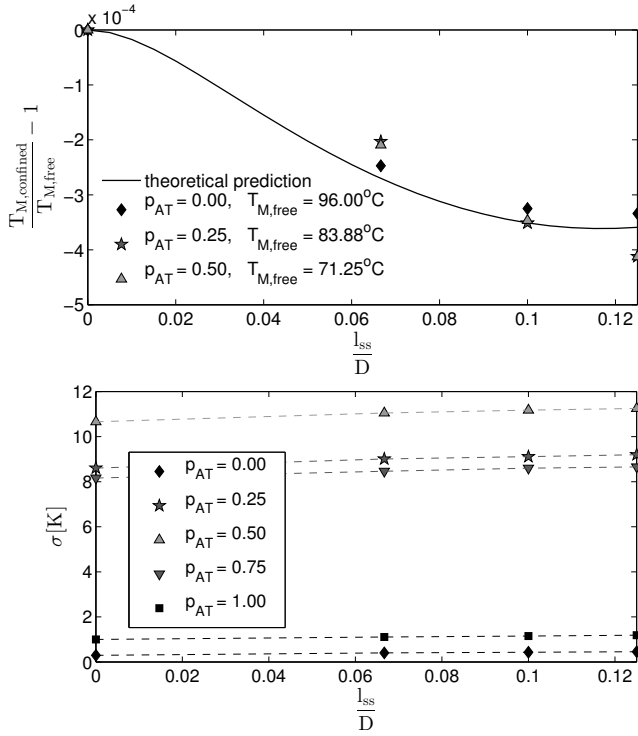 x 10⁻⁴
0
−1
−2
−3
−4
−5
T_M,confined / T_M,free − 1
theoretical prediction
p_AT = 0.00, T_M,free = 96.00°C
p_AT = 0.25, T_M,free = 83.88°C
p_AT = 0.50, T_M,free = 71.25°C
0 0.02 0.04 0.06 0.08 0.1 0.12
l_ss / D
12
10
8
6
4
2
0
σ[K]
p_AT = 0.00
p_AT = 0.25
p_AT = 0.50
p_AT = 0.75
p_AT = 1.00
0 0.02 0.04 0.06 0.08 0.1 0.12
l_ss / D